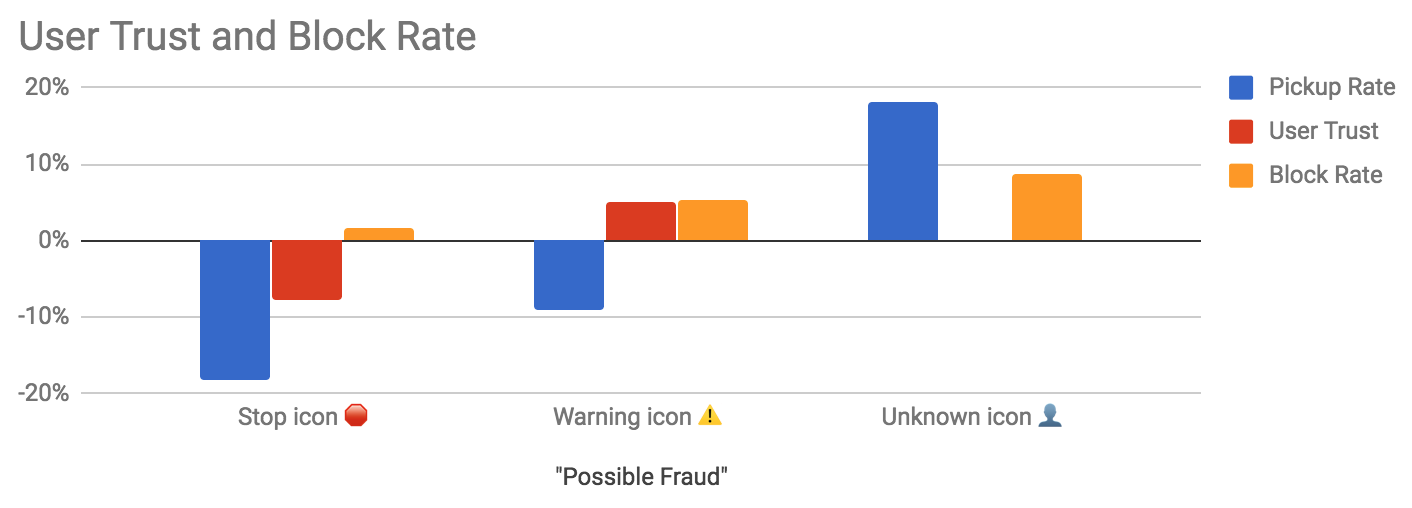 User Trust and Block Rate
20%
10%
0%
-10%
-20%
Pickup Rate
User Trust
Block Rate
Stop icon 🛑
Warning icon ⚠️
Unknown icon 👤
"Possible Fraud"